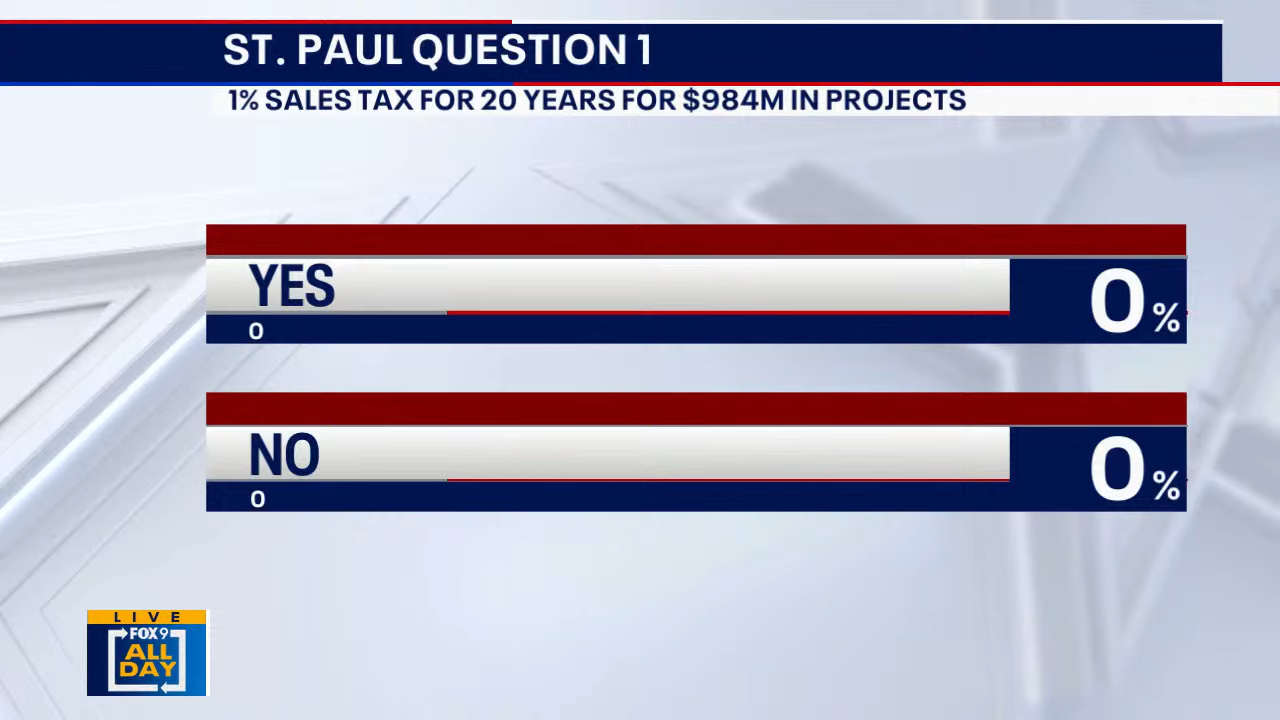 ST. PAUL QUESTION 1
1% SALES TAX FOR 20 YEARS FOR $984M IN PROJECTS
YES
0
0%
NO
0
0%
LIVE
FOX 9
ALL
DAY